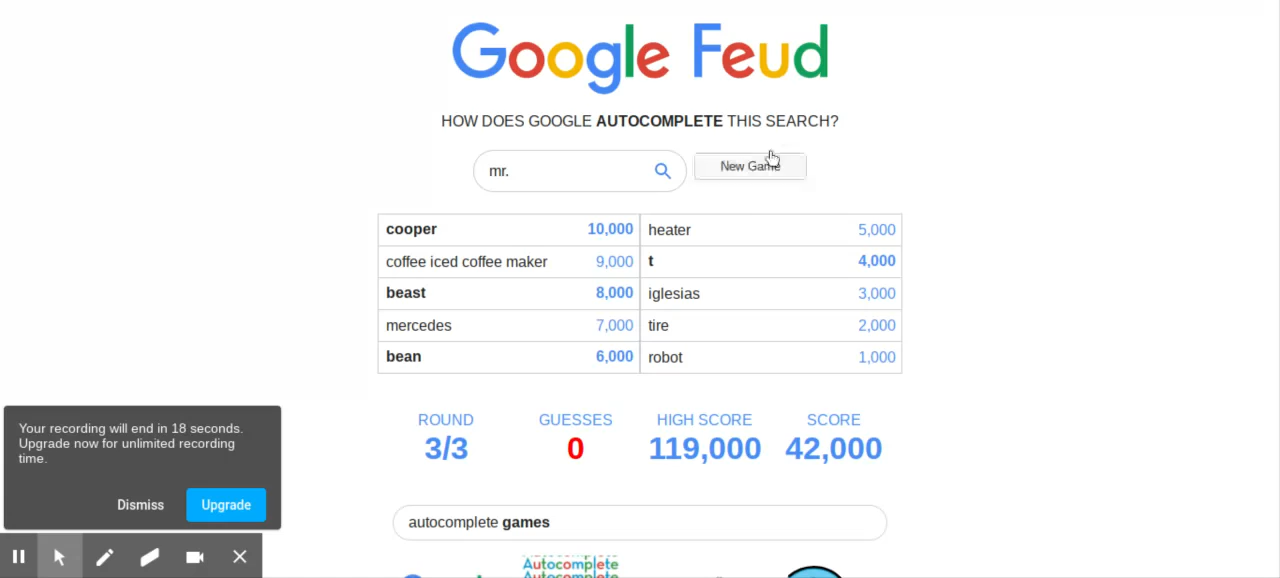 Google Feud
HOW DOES GOOGLE AUTOCOMPLETE THIS SEARCH?
mr.
New Game
cooper 10,000
coffee iced coffee maker 9,000
beast 8,000
mercedes 7,000
bean 6,000
heater 5,000
t 4,000
iglesias 3,000
tire 2,000
robot 1,000
ROUND
3/3
GUESSES
0
HIGH SCORE
119,000
SCORE
42,000
Your recording will end in 18 seconds.
Upgrade now for unlimited recording
time.
Dismiss
Upgrade
autocomplete games
Autocomplete
Autocomplete